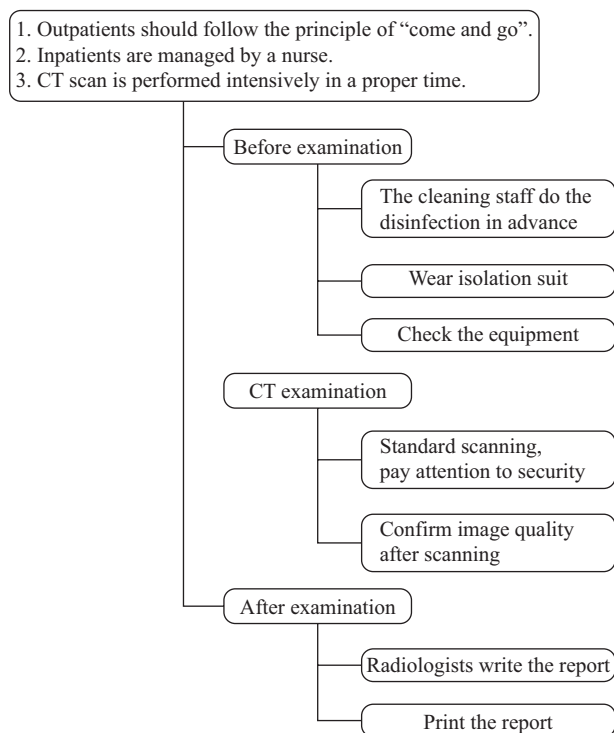 1. Outpatients should follow the principle of “come and go”.
2. Inpatients are managed by a nurse.
3. CT scan is performed intensively in a proper time.
Before examination
The cleaning staff do the
disinfection in advance
Wear isolation suit
Check the equipment
CT examination
Standard scanning,
pay attention to security
Confirm image quality
after scanning
After examination
Radiologists write the report
Print the report